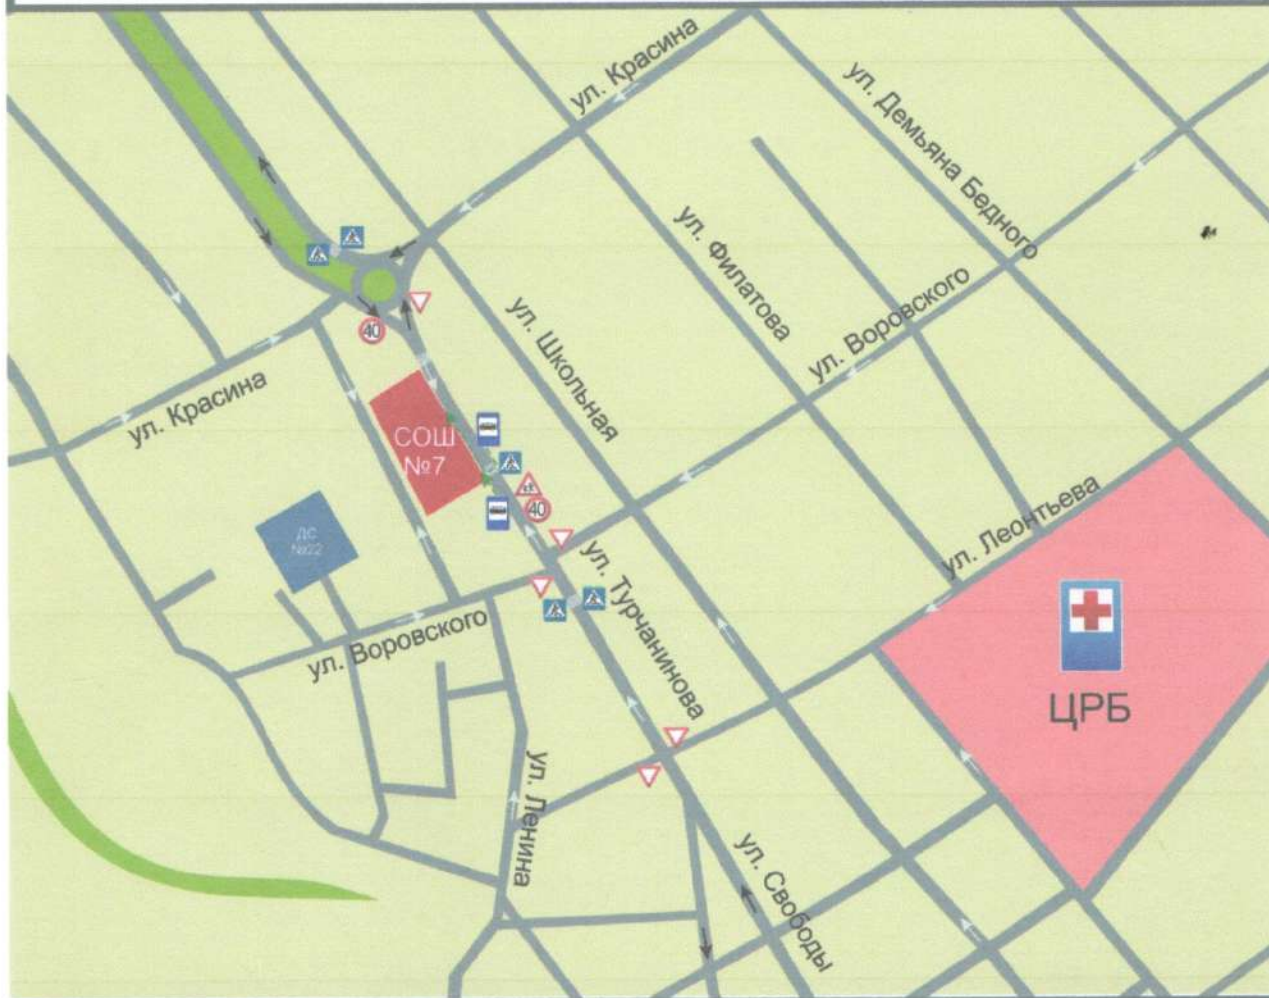 ул. Красина
ул. Демьяна Бедного
ул. Филатова
ул. Воровского
ул. Школьная
40
ул. Красина
СОШ
№7
40
ул. Леонтьева
ДС
№22
ул. Турчанинова
ул. Воровского
ЦРБ
ул. Ленина
ул. Свободы